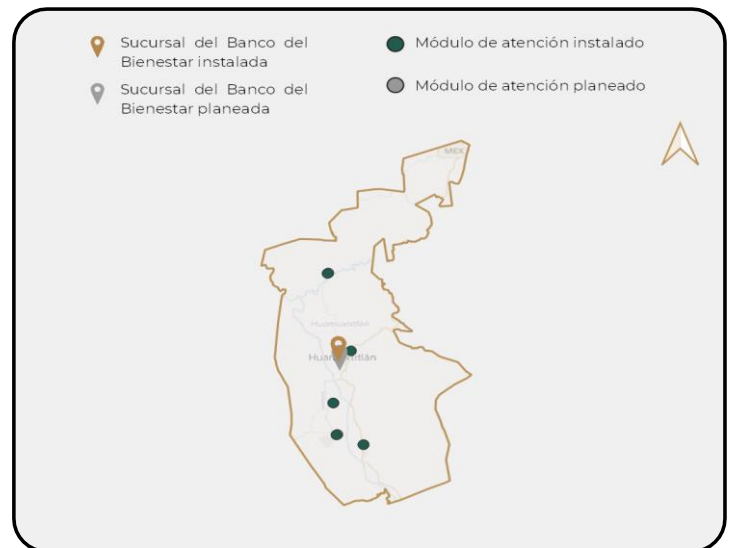 Sucursal del Banco del
Bienestar instalada
Módulo de atención instalado
Sucursal del Banco del
Bienestar planeada
Módulo de atención planeado
MEX